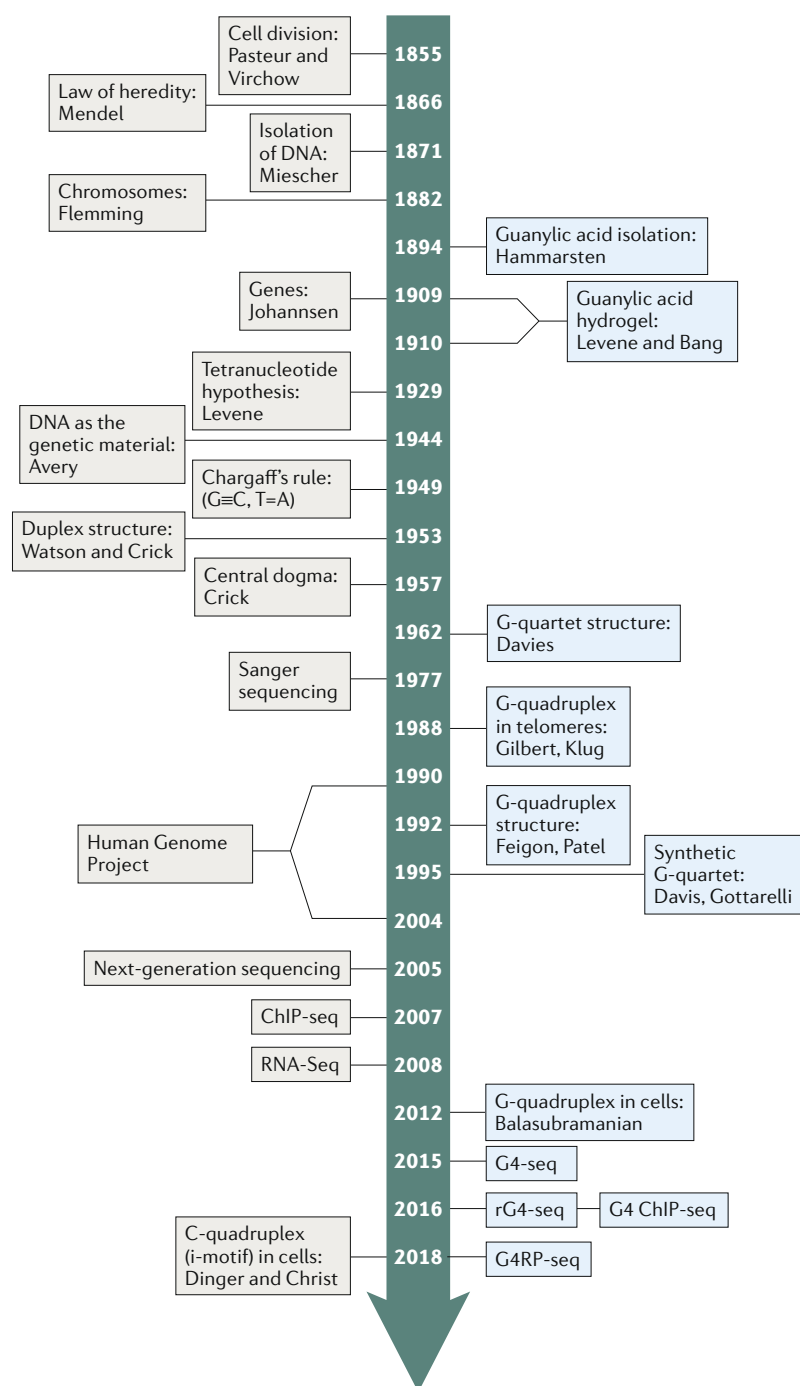 Cell division:
Pasteur and
Virchow
1855
Law of heredity:
Mendel
1866
Isolation
of DNA:
Miescher
1871
Chromosomes:
Flemming
1882
1894
Guanylic acid isolation:
Hammarsten
Genes:
Johannsen
1909
Guanylic acid
hydrogel:
Levene and Bang
1910
Tetranucleotide
hypothesis:
Levene
1929
DNA as the
genetic material:
Avery
1944
Chargaff’s rule:
(G≡C, T=A)
1949
Duplex structure:
Watson and Crick
1953
Central dogma:
Crick
1957
1962
G-quartet structure:
Davies
Sanger
sequencing
1977
1988
G-quadruplex
in telomeres:
Gilbert, Klug
1990
Human Genome
Project
1992
G-quadruplex
structure:
Feigon, Patel
1995
Synthetic
G-quartet:
Davis, Gottarelli
2004
Next-generation sequencing
2005
ChIP-seq
2007
RNA-Seq
2008
2012
G-quadruplex in cells:
Balasubramanian
2015
G4-seq
2016
rG4-seq
G4 ChIP-seq
C-quadruplex
(i-motif) in cells:
Dinger and Christ
2018
G4RP-seq